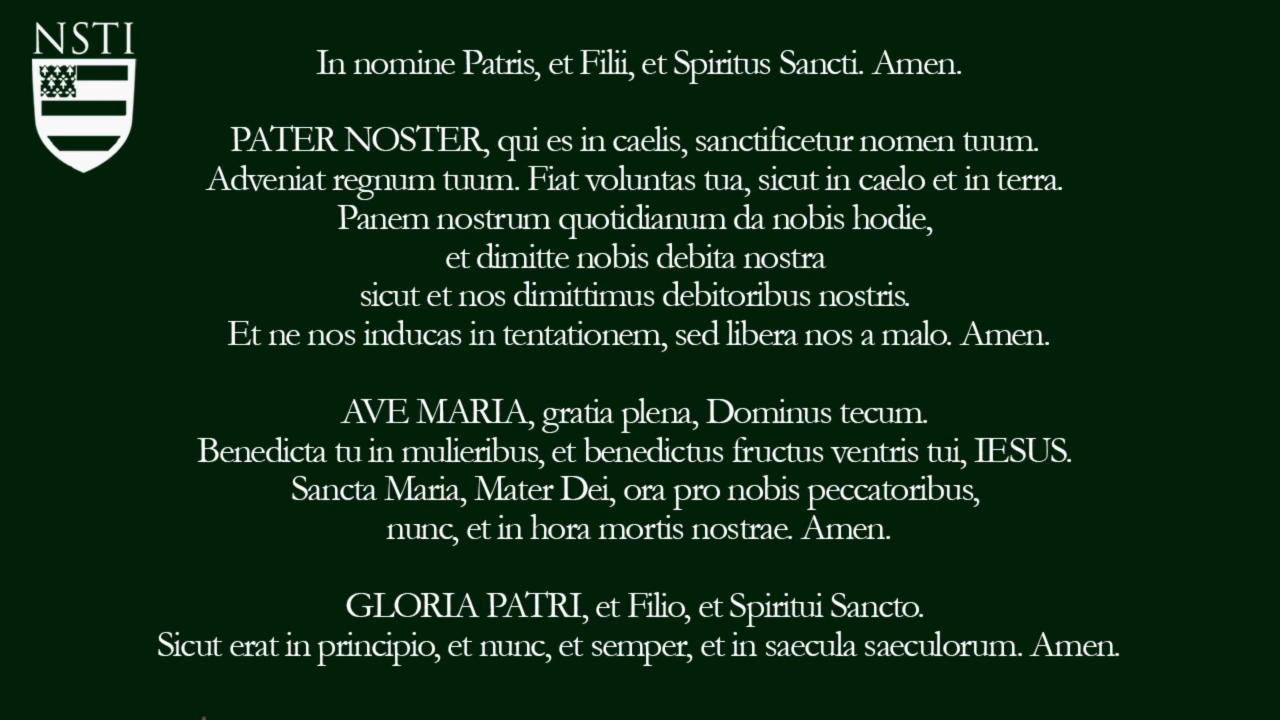 NSTI
In nomine Patris, et Filii, et Spiritus Sancti. Amen.
PATER NOSTER, qui es in caelis, sanctificetur nomen tuum.
Adveniat regnum tuum. Fiat voluntas tua, sicut in caelo et in terra.
Panem nostrum quotidianum da nobis hodie,
et dimitte nobis debita nostra
sicut et nos dimittimus debitoribus nostris.
Et ne nos inducas in tentationem, sed libera nos a malo. Amen.
AVE MARIA, gratia plena, Dominus tecum.
Benedicta tu in mulieribus, et benedictus fructus ventris tui, IESUS.
Sancta Maria, Mater Dei, ora pro nobis peccatoribus,
nunc, et in hora mortis nostrae. Amen.
GLORIA PATRI, et Filio, et Spiritui Sancto.
Sicut erat in principio, et nunc, et semper, et in saecula saeculorum. Amen.